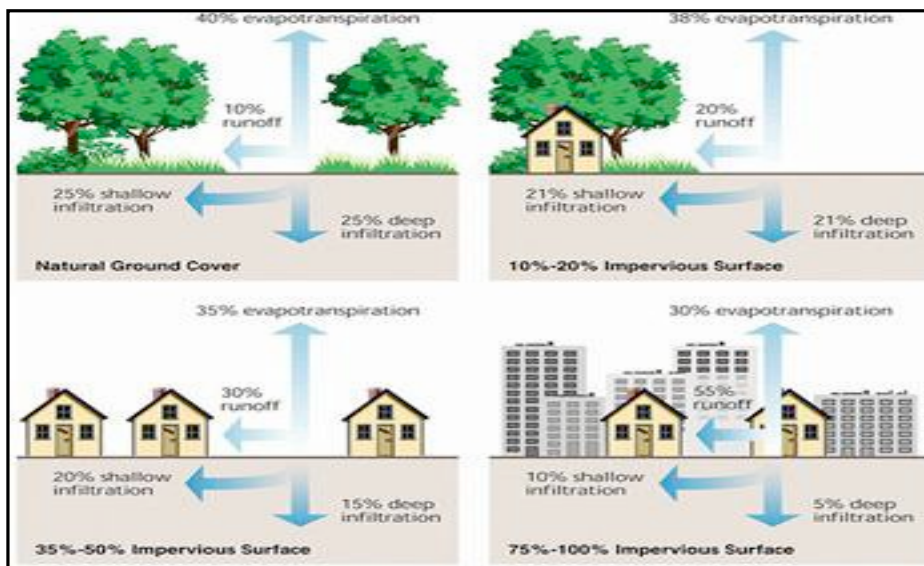 40% evapotranspiration
10%
runoff
25% shallow
infiltration
25% deep
infiltration
Natural Ground Cover
38% evapotranspiration
20%
runoff
21% shallow
infiltration
21% deep
infiltration
10%-20% Impervious Surface
35% evapotranspiration
30%
runoff
20% shallow
infiltration
15% deep
infiltration
35%-50% Impervious Surface
30% evapotranspiration
55%
runoff
10% shallow
infiltration
5% deep
infiltration
75%-100% Impervious Surface